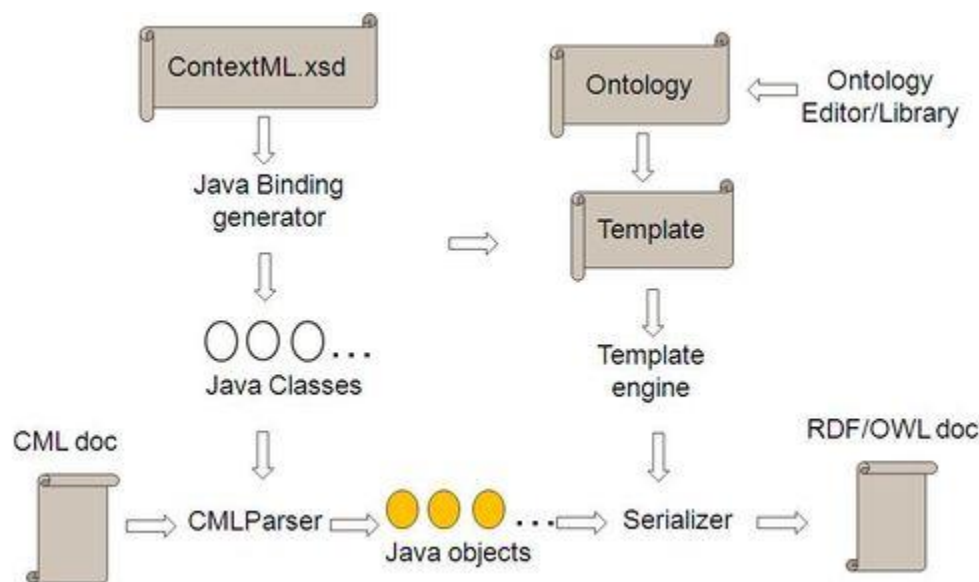 ContextML.xsd
Ontology
Ontology
Editor/Library
Java Binding
generator
Template
...
Java Classes
Template
engine
CML doc
RDF/OWL doc
CMLParser
...
Java objects
Serializer